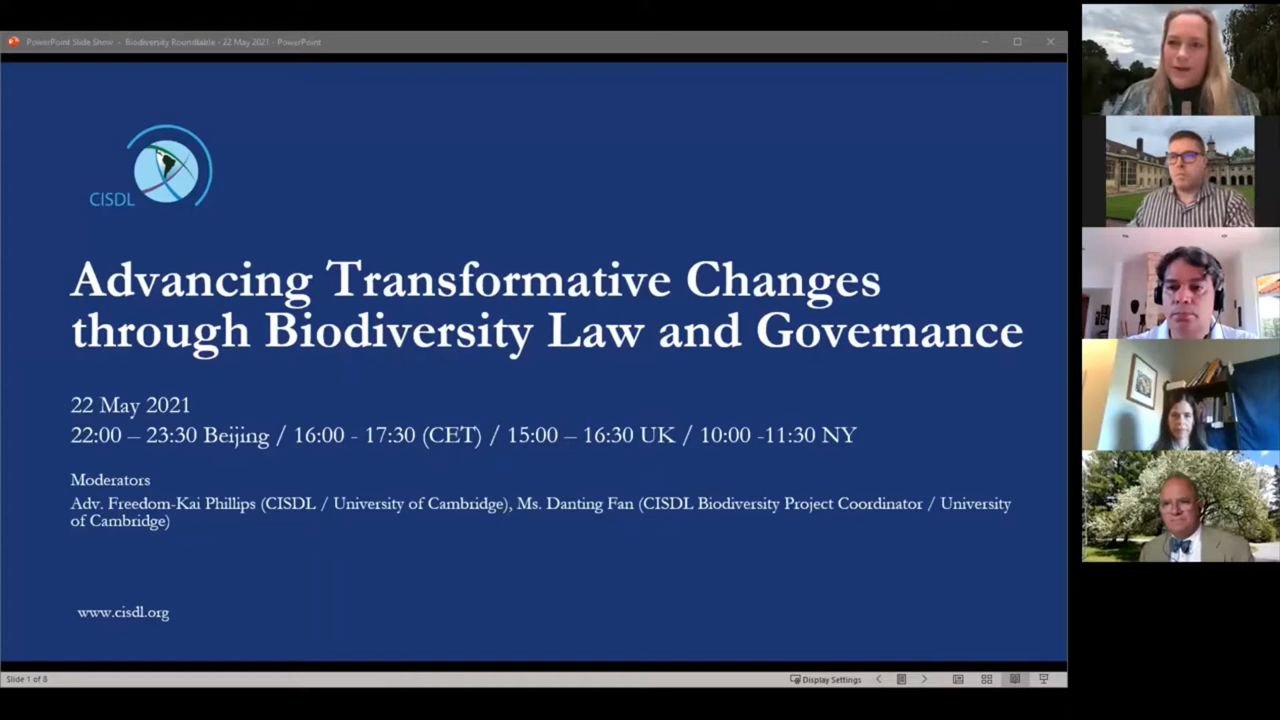 PowerPoint Slide Show - Biodiversity Roundtable - 22 May 2021 - PowerPoint
CISDL
Advancing Transformative Changes
through Biodiversity Law and Governance
22 May 2021
22:00 – 23:30 Beijing / 16:00 - 17:30 (CET) / 15:00 – 16:30 UK / 10:00 -11:30 NY
Moderators
Adv. Freedom-Kai Phillips (CISDL / University of Cambridge), Ms. Danting Fan (CISDL Biodiversity Project Coordinator / University
of Cambridge)
www.cisdl.org
Slide 1 of 8
Display Settings